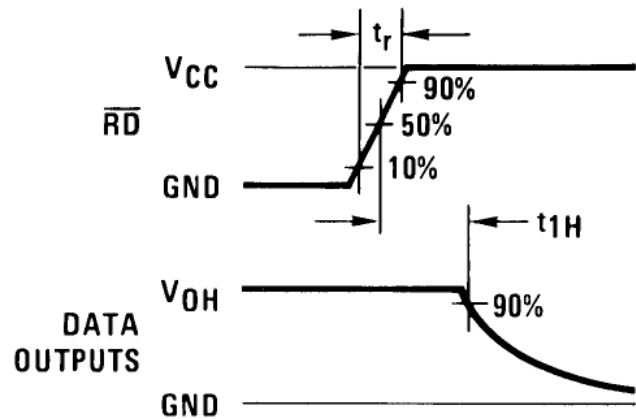 tr
VCC
90%
RD
50%
10%
GND
t1H
VOH
90%
DATA
OUTPUTS
GND